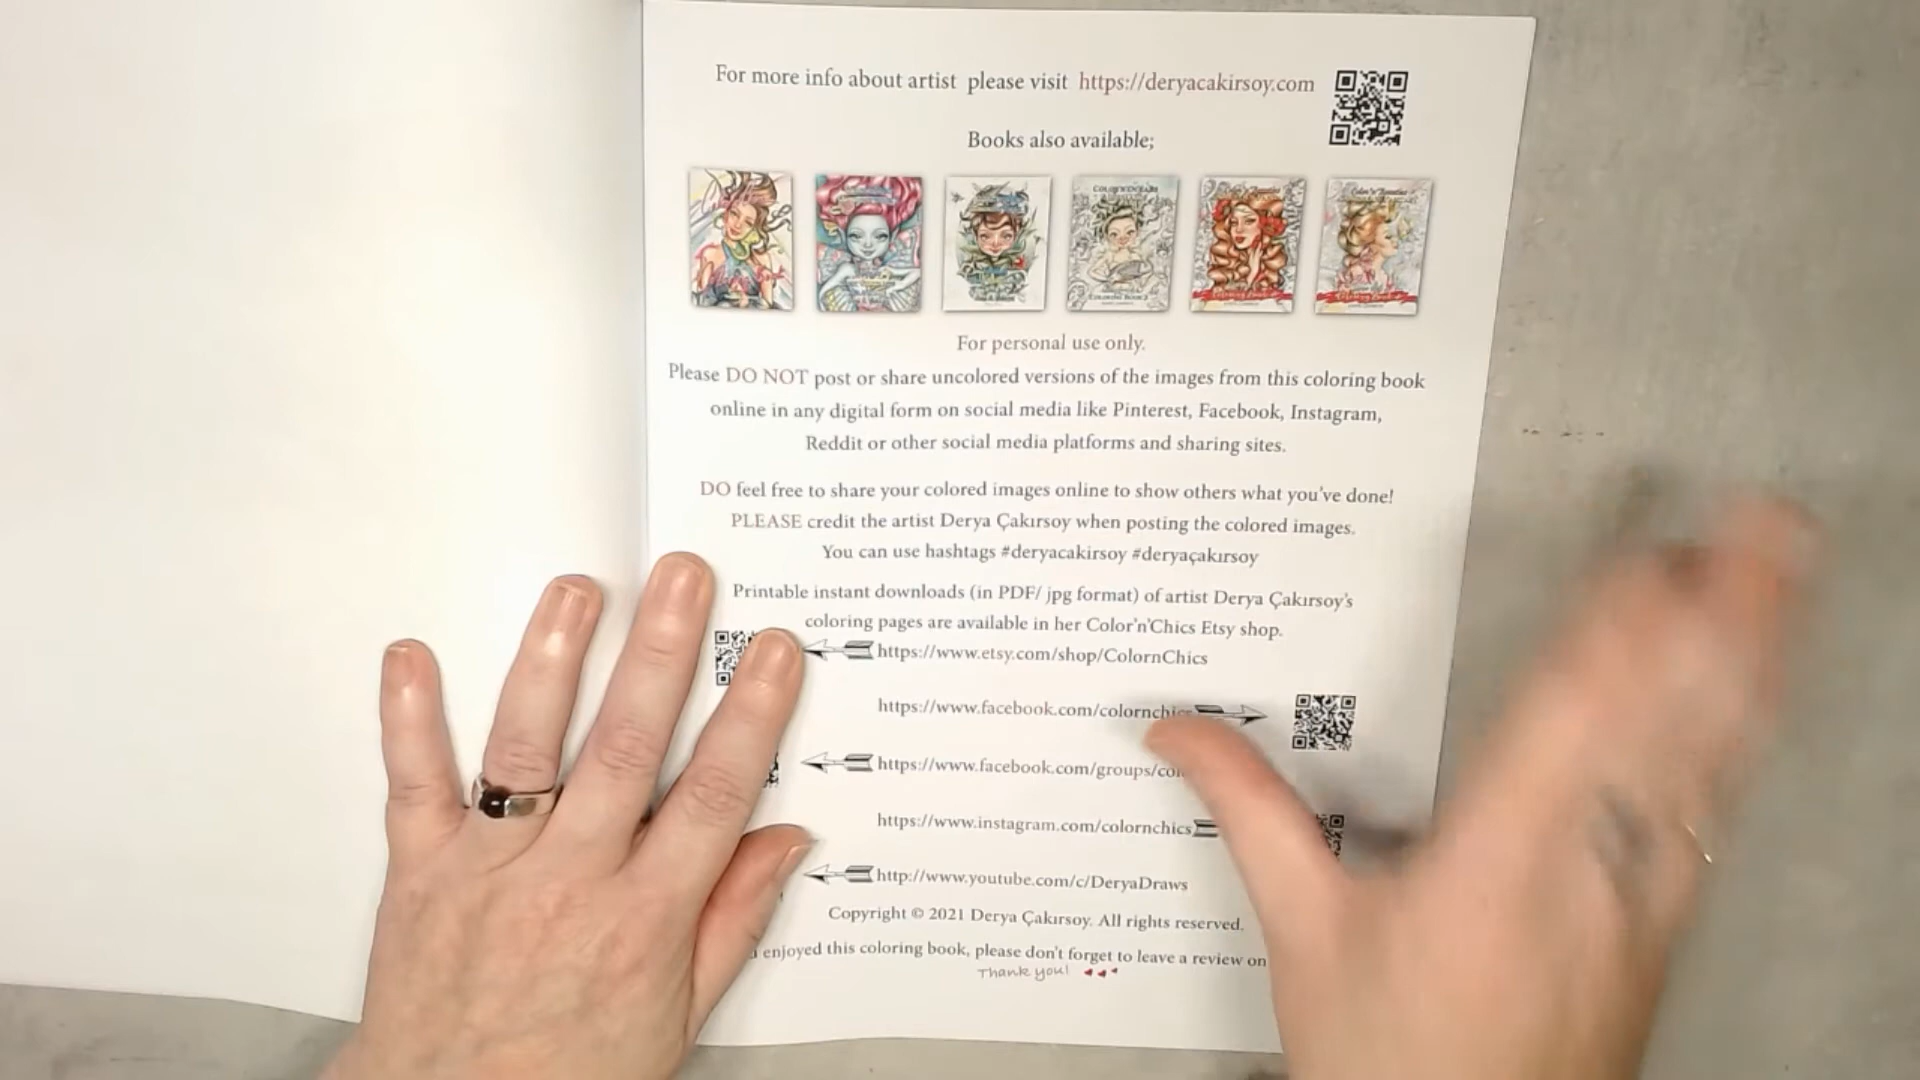 For more info about artist please visit https://deryacakirsoy.com
Books also available;
For personal use only.
Please DO NOT post or share uncolored versions of the images from this coloring book
online in any digital form on social media like Pinterest, Facebook, Instagram,
Reddit or other social media platforms and sharing sites.
DO feel free to share your colored images online to show others what you've done!
PLEASE credit the artist Derya Çakırsoy when posting the colored images.
You can use hashtags #deryacakirsoy #deryaçakırsoy
Printable instant downloads (in PDF/ jpg format) of artist Derya Çakırsoy's
coloring pages are available in her Color'n'Chics Etsy shop.
https://www.etsy.com/shop/ColornChics
https://www.facebook.com/colornchics
https://www.facebook.com/groups/
https://www.instagram.com/colornchics
http://www.youtube.com/c/DeryaDraws
Copyright © 2021 Derya Çakırsoy. All rights reserved.
enjoyed this coloring book, please don't forget to leave a review on
Thank you!